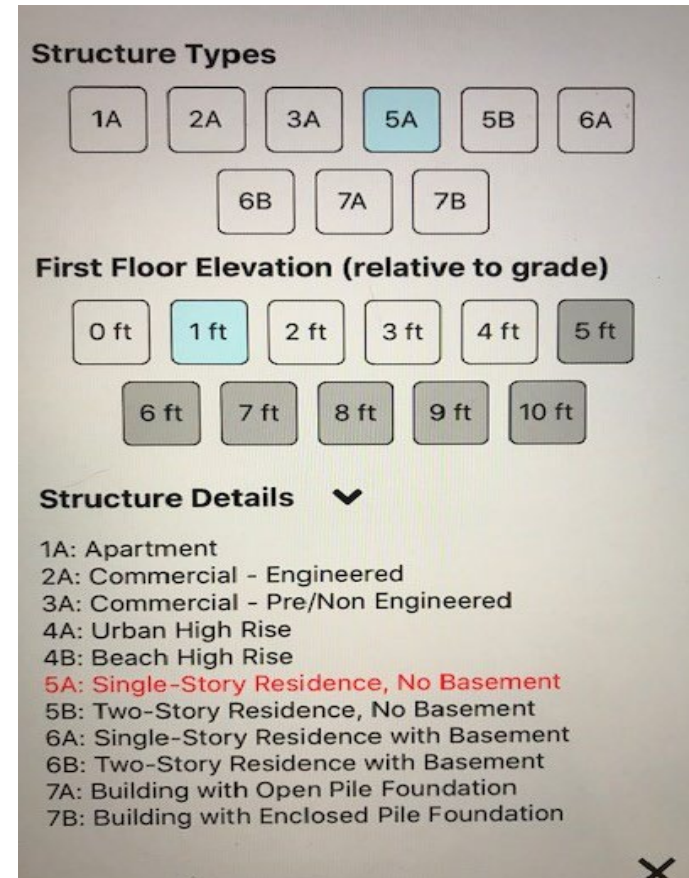 Structure Types
1A 2A 3A 5A 5B 6A
6B 7A 7B
First Floor Elevation (relative to grade)
0 ft 1 ft 2 ft 3 ft 4 ft 5 ft
6 ft 7 ft 8 ft 9 ft 10 ft
Structure Details
1A: Apartment
2A: Commercial - Engineered
3A: Commercial - Pre/Non Engineered
4A: Urban High Rise
4B: Beach High Rise
5A: Single-Story Residence, No Basement
5B: Two-Story Residence, No Basement
6A: Single-Story Residence with Basement
6B: Two-Story Residence with Basement
7A: Building with Open Pile Foundation
7B: Building with Enclosed Pile Foundation